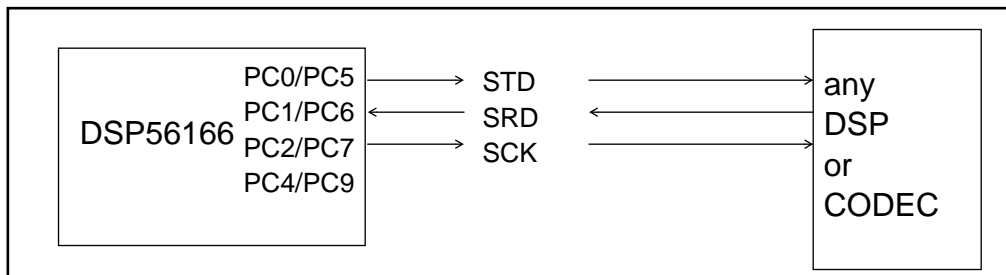 PC0/PC5
PC1/PC6
DSP56166
PC2/PC7
PC4/PC9
STD
SRD
SCK
any
DSP
or
CODEC